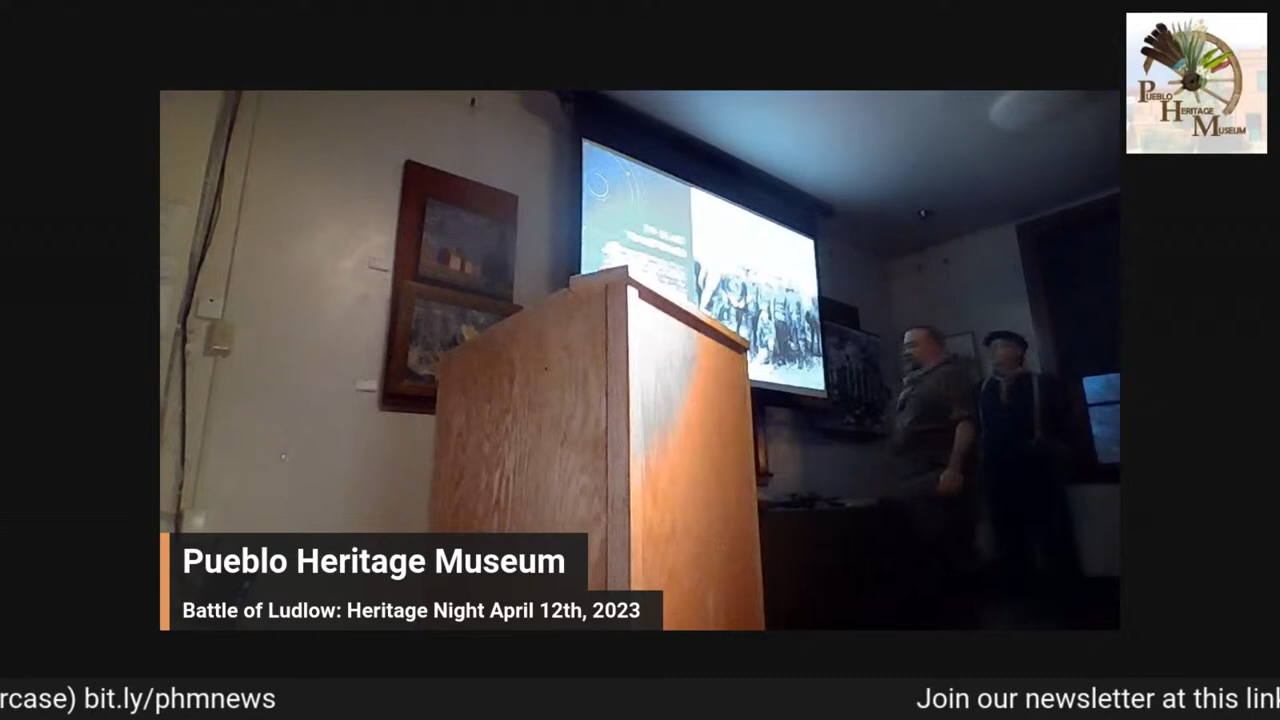 Pueblo
Heritage
Museum
Pueblo Heritage Museum
Battle of Ludlow: Heritage Night April 12th, 2023
rcase) bit.ly/phmnews
Join our newsletter at this link